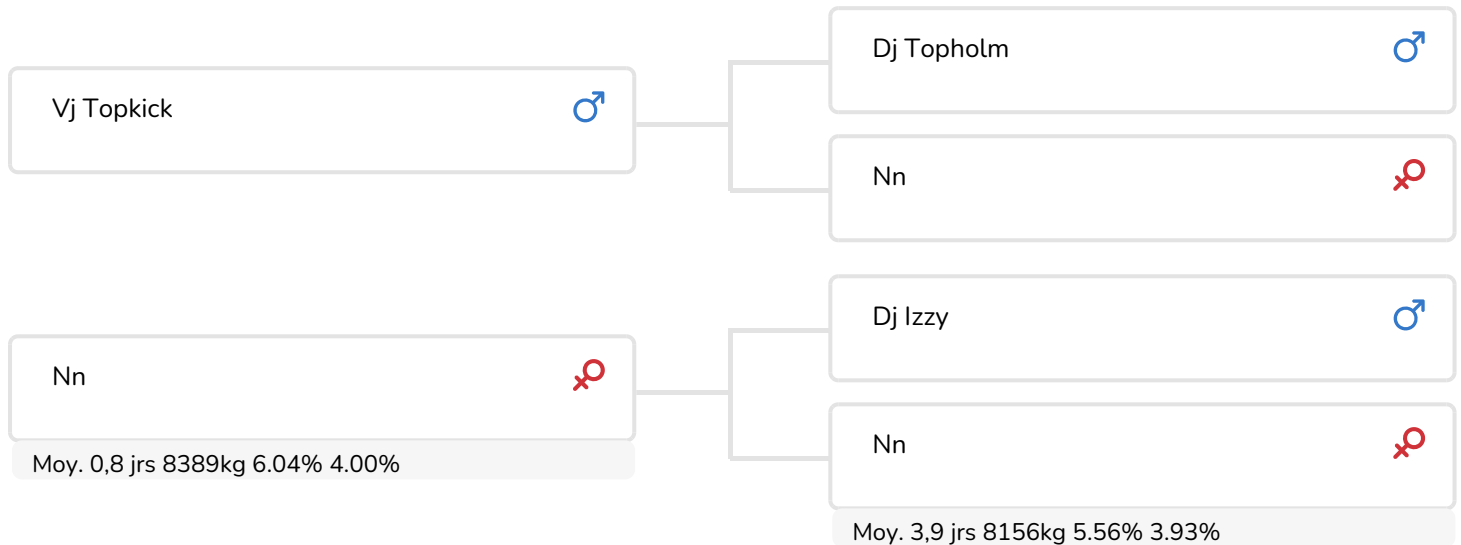 Vj Topkick
Dj Topholm
Nn
Nn
Moy. 0,8 jrs 8389kg 6.04% 4.00%
Dj Izzy
Nn
Moy. 3,9 jrs 8156kg 5.56% 3.93%